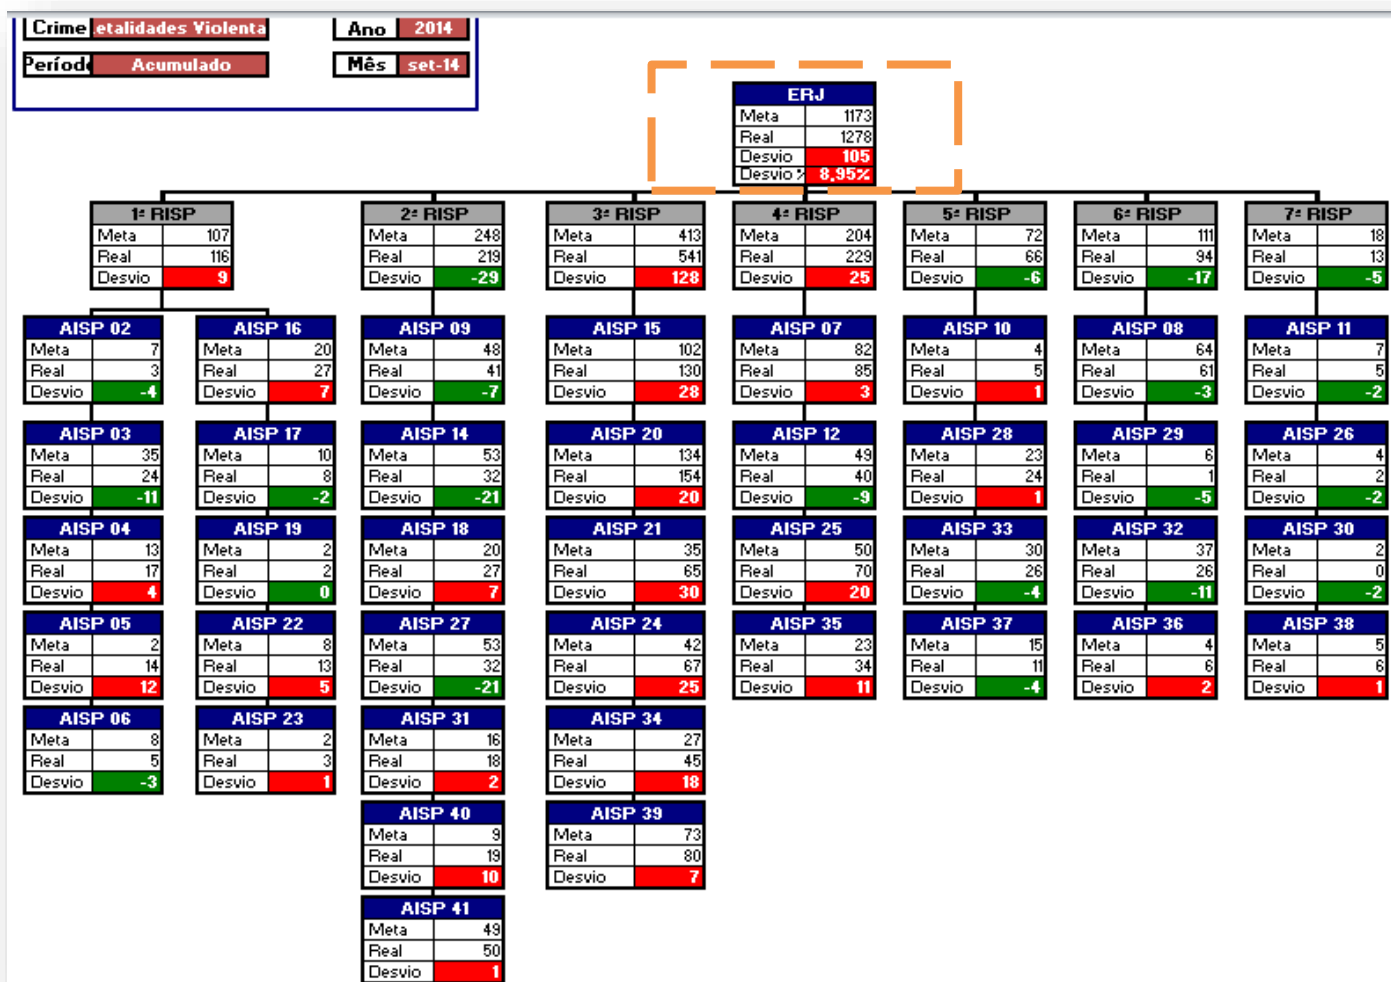 Crime etalidades Violenta Ano 2014
Períod Acumulado Mês set-14
ERJ
Meta 1173
Real 1278
Desvio 105
Desvio % 8,95%
1ª RISP
Meta 107
Real 116
Desvio 9
2ª RISP
Meta 248
Real 219
Desvio -29
3ª RISP
Meta 413
Real 541
Desvio 128
4ª RISP
Meta 204
Real 229
Desvio 25
5ª RISP
Meta 72
Real 66
Desvio -6
6ª RISP
Meta 111
Real 94
Desvio -17
7ª RISP
Meta 18
Real 13
Desvio -5
AISP 02
Meta 7
Real 3
Desvio -4
AISP 16
Meta 20
Real 27
Desvio 7
AISP 09
Meta 48
Real 41
Desvio -7
AISP 15
Meta 102
Real 130
Desvio 28
AISP 07
Meta 82
Real 85
Desvio 3
AISP 10
Meta 4
Real 5
Desvio 1
AISP 08
Meta 64
Real 61
Desvio -3
AISP 11
Meta 7
Real 5
Desvio -2
AISP 03
Meta 35
Real 24
Desvio -11
AISP 17
Meta 10
Real 8
Desvio -2
AISP 14
Meta 53
Real 32
Desvio -21
AISP 20
Meta 134
Real 154
Desvio 20
AISP 12
Meta 49
Real 40
Desvio -9
AISP 28
Meta 23
Real 24
Desvio 1
AISP 29
Meta 6
Real 1
Desvio -5
AISP 26
Meta 4
Real 2
Desvio -2
AISP 04
Meta 13
Real 17
Desvio 4
AISP 19
Meta 2
Real 2
Desvio 0
AISP 18
Meta 20
Real 27
Desvio 7
AISP 21
Meta 35
Real 65
Desvio 30
AISP 25
Meta 50
Real 70
Desvio 20
AISP 33
Meta 30
Real 26
Desvio -4
AISP 32
Meta 37
Real 26
Desvio -11
AISP 30
Meta 2
Real 0
Desvio -2
AISP 05
Meta 2
Real 14
Desvio 12
AISP 22
Meta 8
Real 13
Desvio 5
AISP 27
Meta 53
Real 32
Desvio -21
AISP 24
Meta 42
Real 67
Desvio 25
AISP 35
Meta 23
Real 34
Desvio 11
AISP 37
Meta 15
Real 11
Desvio -4
AISP 36
Meta 4
Real 6
Desvio 2
AISP 38
Meta 5
Real 6
Desvio 1
AISP 06
Meta 8
Real 5
Desvio -3
AISP 23
Meta 2
Real 3
Desvio 1
AISP 31
Meta 16
Real 18
Desvio 2
AISP 34
Meta 27
Real 45
Desvio 18
AISP 40
Meta 9
Real 19
Desvio 10
AISP 39
Meta 73
Real 80
Desvio 7
AISP 41
Meta 49
Real 50
Desvio 1